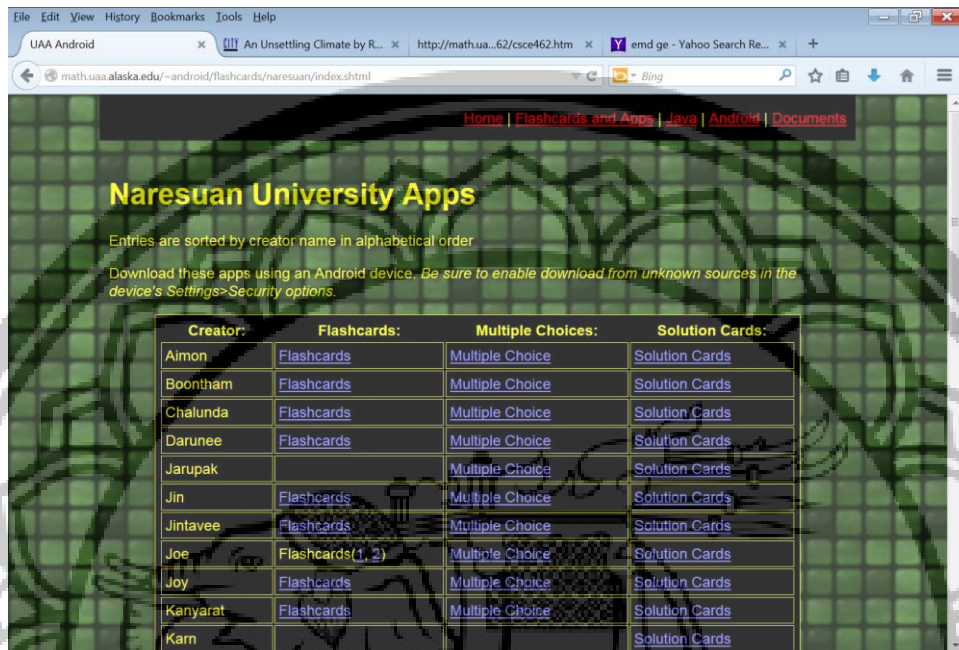 File Edit View History Bookmarks Tools Help
UAA Android × CITY An Unsettling Climate by R... × http://math.ua...62/csce462.htm × Y emd ge - Yahoo Search Re... × +
math.uaa.alaska.edu/~android/flashcards/naresuan/index.shtml Bing
Home | Flashcards and Apps | Java | Android | Documents
Naresuan University Apps
Entries are sorted by creator name in alphabetical order
Download these apps using an Android device. Be sure to enable download from unknown sources in the
device's Settings>Security options.
Creator: Flashcards: Multiple Choices: Solution Cards:
Aimon Flashcards Multiple Choice Solution Cards
Boontham Flashcards Multiple Choice Solution Cards
Chalunda Flashcards Multiple Choice Solution Cards
Darunee Flashcards Multiple Choice Solution Cards
Jarupak Multiple Choice Solution Cards
Jin Flashcards Multiple Choice Solution Cards
Jintavee Flashcards Multiple Choice Solution Cards
Joe Flashcards(1, 2) Multiple Choice Solution Cards
Joy Flashcards Multiple Choice Solution Cards
Kanyarat Flashcards Multiple Choice Solution Cards
Karn Solution Cards